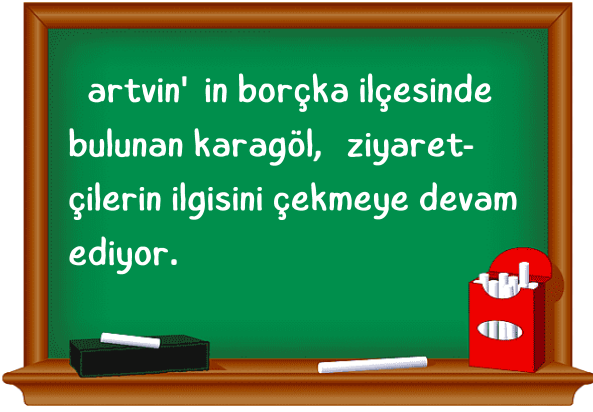 artvin' in borçka ilçesinde
bulunan karagöl, ziyaret-
çilerin ilgisini çekmeye devam
ediyor.